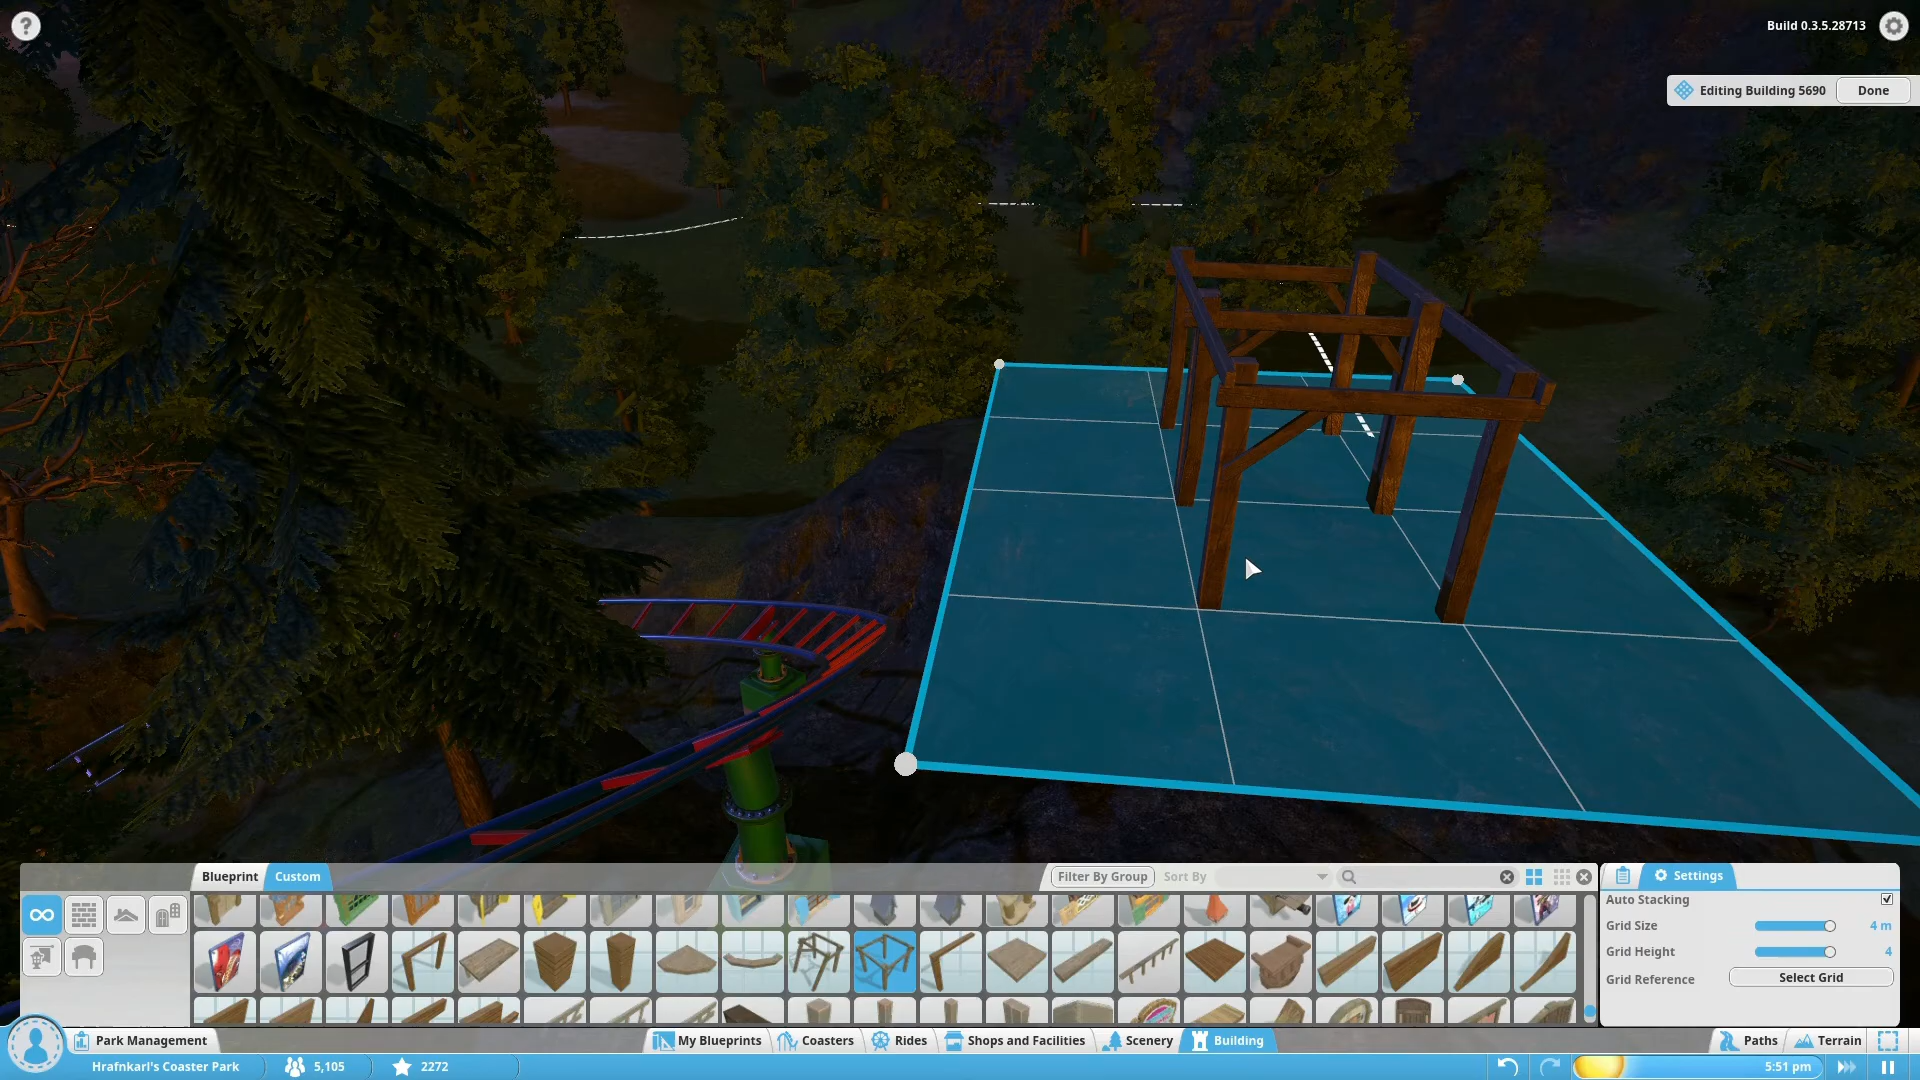 ?
Build 0.3.5.28713
Editing Building 5690
Done
Blueprint
Custom
Filter By Group
Sort By
Settings
Auto Stacking
Grid Size
4 m
Grid Height
4
Grid Reference
Select Grid
Park Management
My Blueprints
Coasters
Rides
Shops and Facilities
Scenery
Building
Paths
Terrain
Hrafnkarl's Coaster Park
5,105
2272
5:51 pm